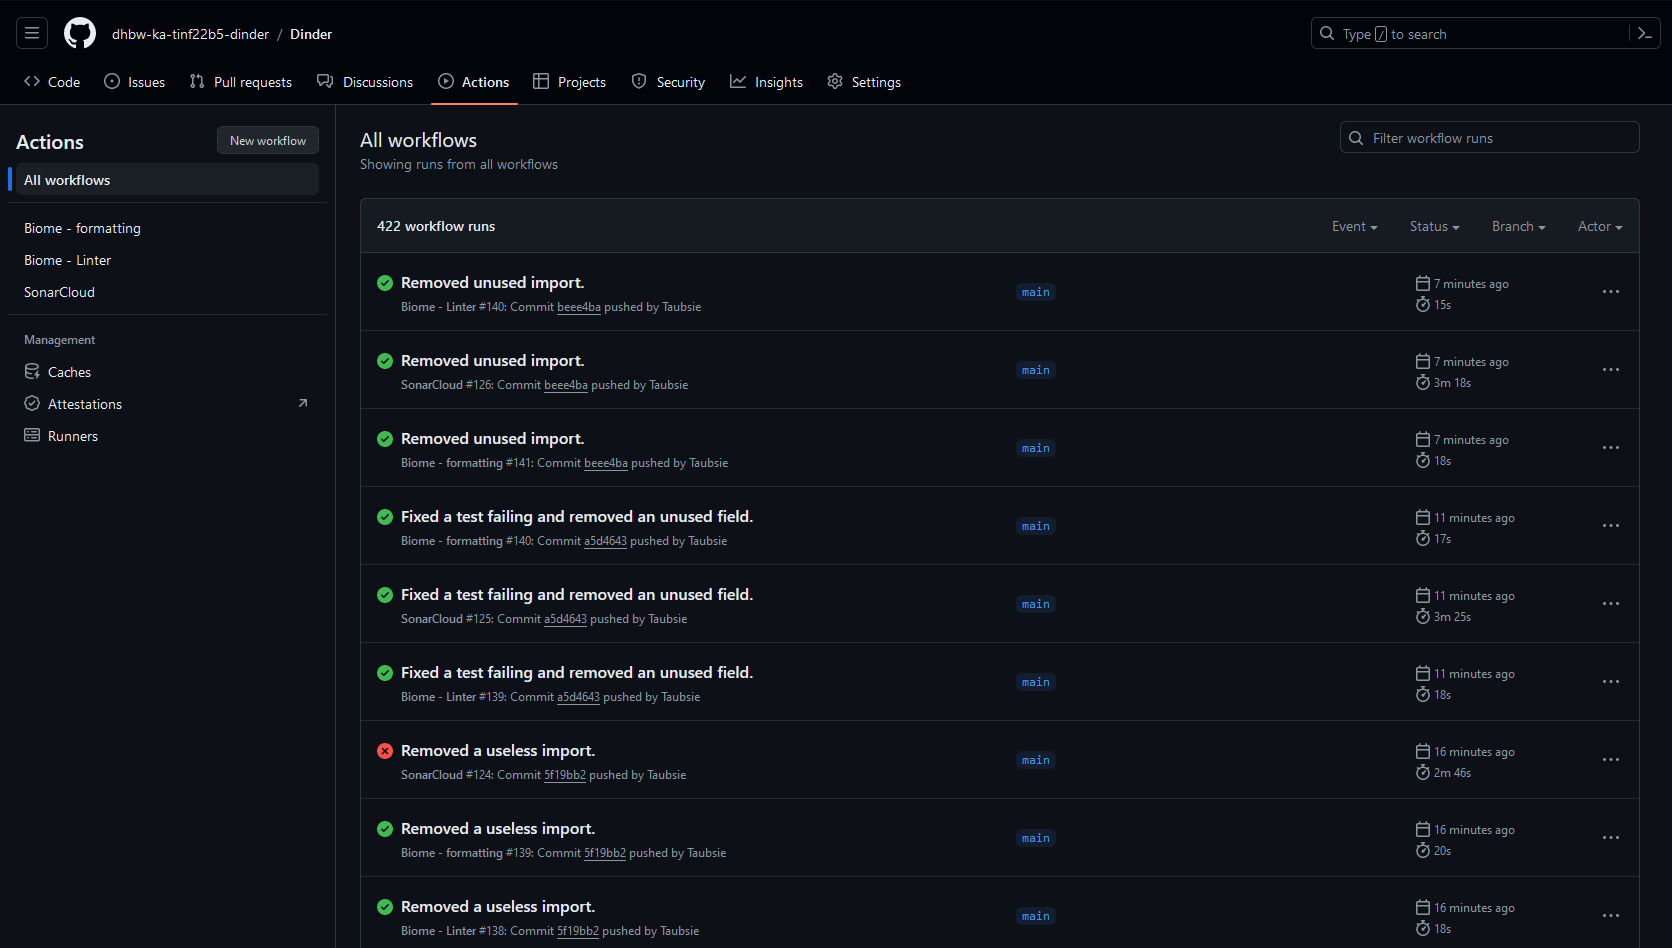 dhbw-ka-tinf22b5-dinder / Dinder
Type / to search
Code Issues Pull requests Discussions Actions Projects Security Insights Settings
Actions
New workflow
All workflows
Biome - formatting
Biome - Linter
SonarCloud
Management
Caches
Attestations
Runners
All workflows
Showing runs from all workflows
Filter workflow runs
422 workflow runs
Event Status Branch Actor
Removed unused import.
Biome - Linter #140: Commit beee4ba pushed by Taubsie
main
7 minutes ago
15s
Removed unused import.
SonarCloud #126: Commit beee4ba pushed by Taubsie
main
7 minutes ago
3m 18s
Removed unused import.
Biome - formatting #141: Commit beee4ba pushed by Taubsie
main
7 minutes ago
18s
Fixed a test failing and removed an unused field.
Biome - formatting #140: Commit a5d4643 pushed by Taubsie
main
11 minutes ago
17s
Fixed a test failing and removed an unused field.
SonarCloud #125: Commit a5d4643 pushed by Taubsie
main
11 minutes ago
3m 25s
Fixed a test failing and removed an unused field.
Biome - Linter #139: Commit a5d4643 pushed by Taubsie
main
11 minutes ago
18s
Removed a useless import.
SonarCloud #124: Commit 5f19bb2 pushed by Taubsie
main
16 minutes ago
2m 46s
Removed a useless import.
Biome - formatting #139: Commit 5f19bb2 pushed by Taubsie
main
16 minutes ago
20s
Removed a useless import.
Biome - Linter #138: Commit 5f19bb2 pushed by Taubsie
main
16 minutes ago
18s